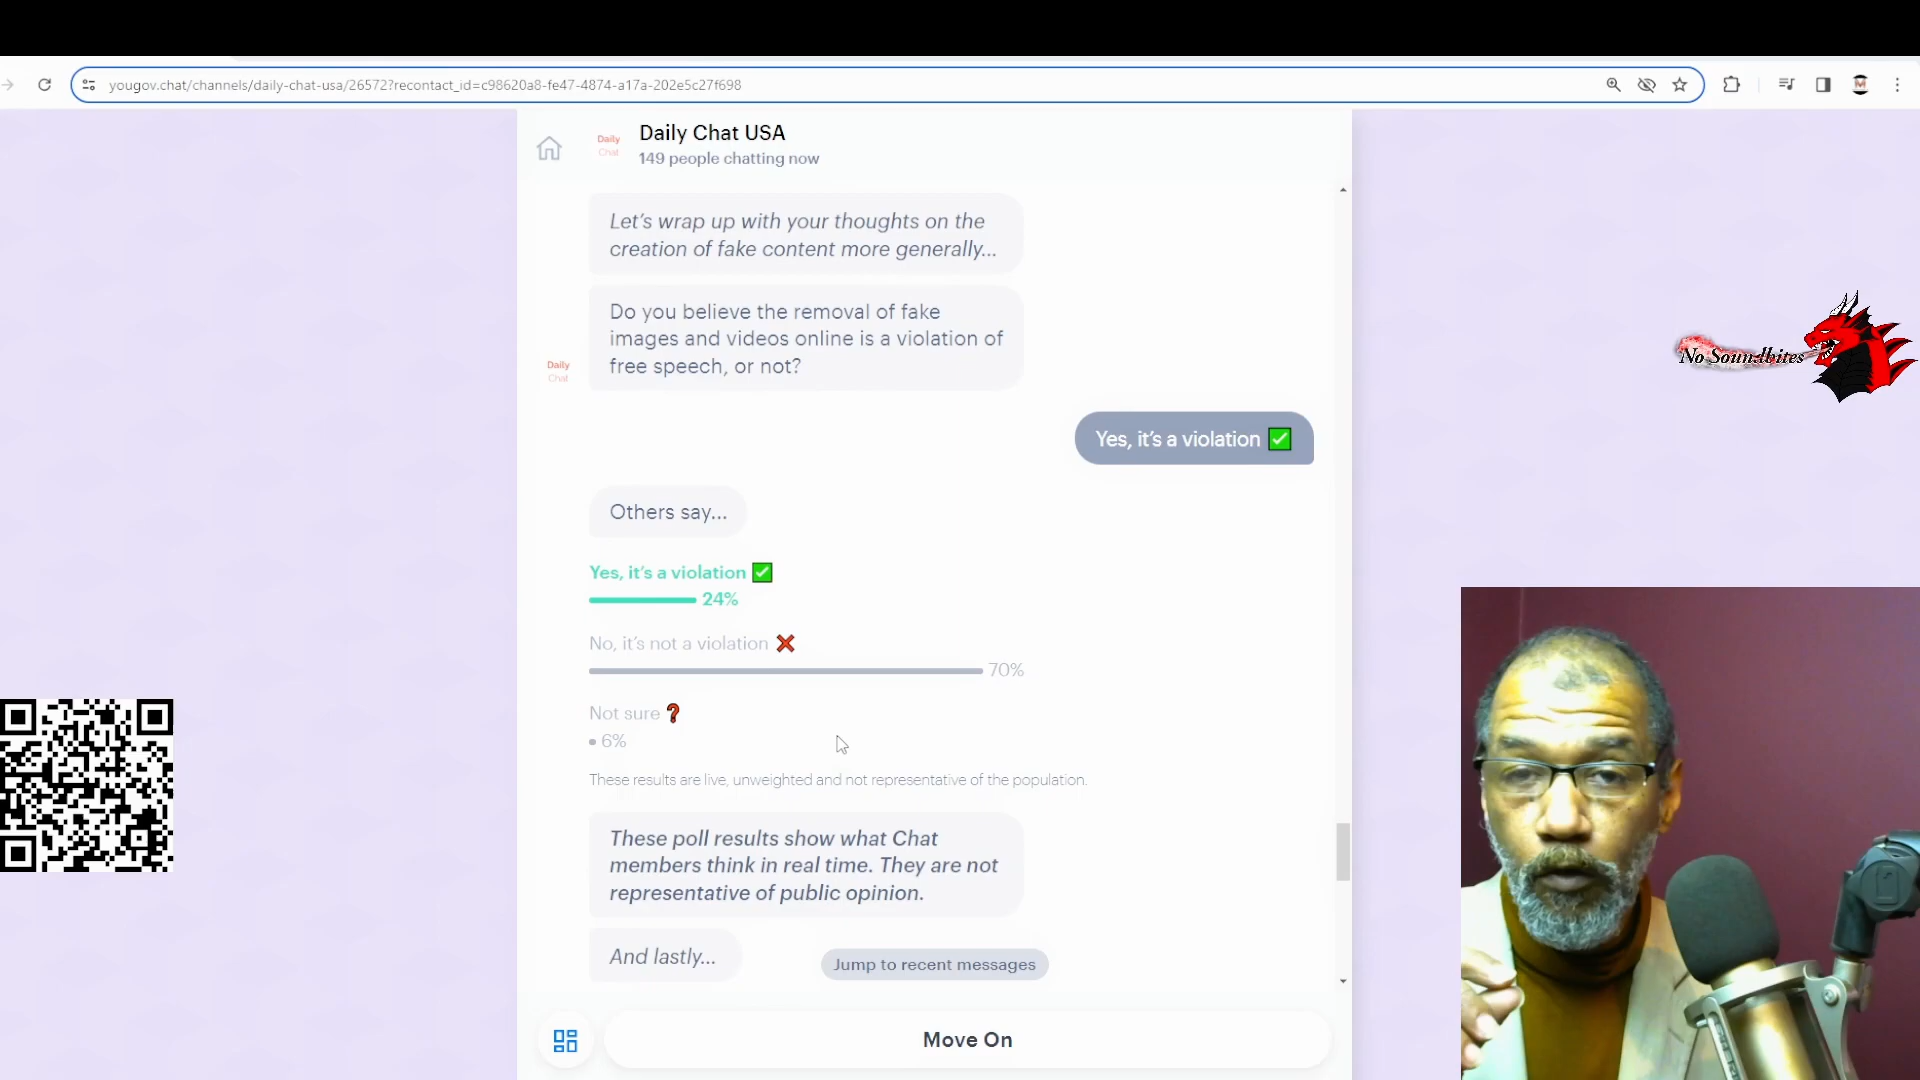 yougov.chat/channels/daily-chat-usa/26572?recontact_id=c98620a8-fe47-4874-a17a-202e5c27f698
Daily
Chat
Daily Chat USA
149 people chatting now
Let's wrap up with your thoughts on the
creation of fake content more generally...
Do you believe the removal of fake
images and videos online is a violation of
free speech, or not?
Daily
Chat
Yes, it's a violation
Others say...
Yes, it's a violation
24%
No, it's not a violation
70%
Not sure
6%
These results are live, unweighted and not representative of the population.
These poll results show what Chat
members think in real time. They are not
representative of public opinion.
And lastly...
Jump to recent messages
Move On
No Soundbites